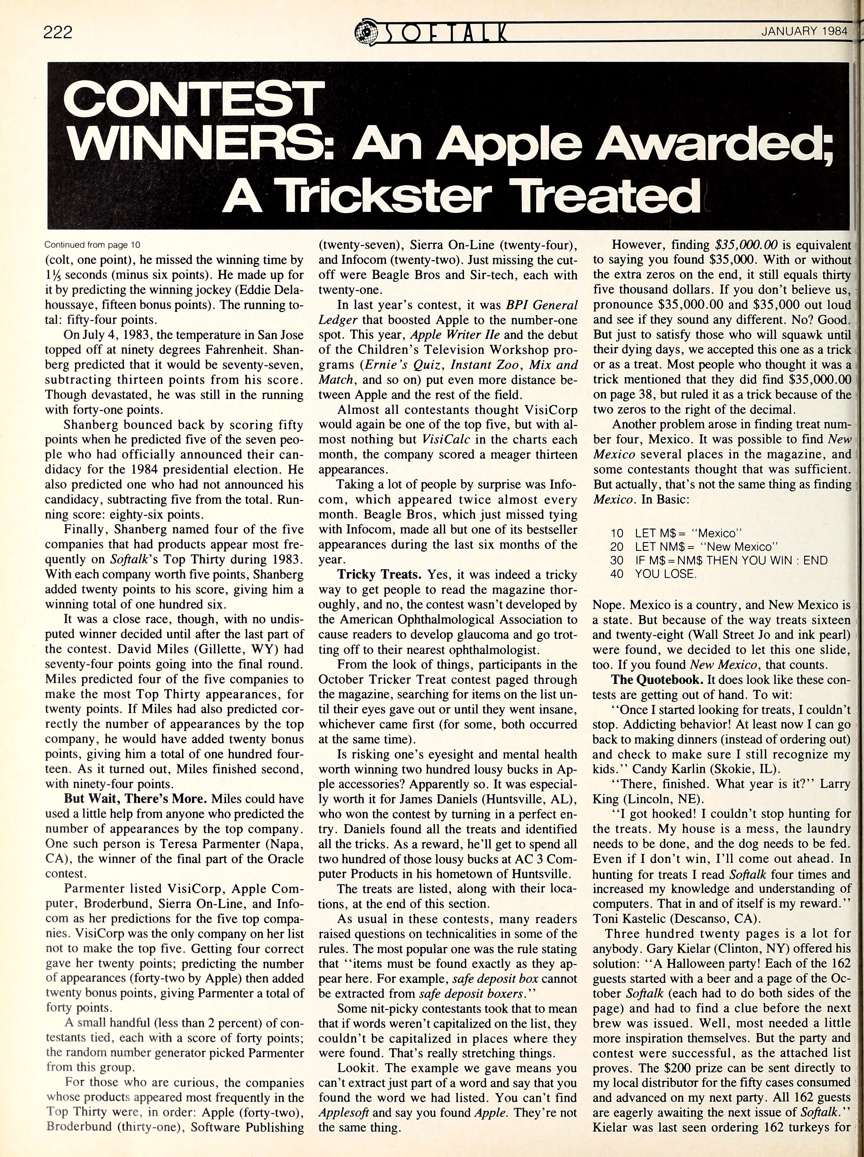 222
SOFTALK
JANUARY 1984
CONTEST
WINNERS: An Apple Awarded;
A Trickster Treated
Continued from page 10
(colt, one point), he missed the winning time by
1⅕ seconds (minus six points). He made up for
it by predicting the winning jockey (Eddie Dela-
houssaye, fifteen bonus points). The running to-
tal: fifty-four points.
On July 4, 1983, the temperature in San Jose
topped off at ninety degrees Fahrenheit. Shan-
berg predicted that it would be seventy-seven,
subtracting thirteen points from his score.
Though devastated, he was still in the running
with forty-one points.
Shanberg bounced back by scoring fifty
points when he predicted five of the seven peo-
ple who had officially announced their can-
didacy for the 1984 presidential election. He
also predicted one who had not announced his
candidacy, subtracting five from the total. Run-
ning score: eighty-six points.
Finally, Shanberg named four of the five
companies that had products appear most fre-
quently on Softalk's Top Thirty during 1983.
With each company worth five points, Shanberg
added twenty points to his score, giving him a
winning total of one hundred six.
It was a close race, though, with no undis-
puted winner decided until after the last part of
the contest. David Miles (Gillette, WY) had
seventy-four points going into the final round.
Miles predicted four of the five companies to
make the most Top Thirty appearances, for
twenty points. If Miles had also predicted cor-
rectly the number of appearances by the top
company, he would have added twenty bonus
points, giving him a total of one hundred four-
teen. As it turned out, Miles finished second,
with ninety-four points.
But Wait, There's More. Miles could have
used a little help from anyone who predicted the
number of appearances by the top company.
One such person is Teresa Parmenter (Napa,
CA), the winner of the final part of the Oracle
contest.
Parmenter listed VisiCorp, Apple Com-
puter, Broderbund, Sierra On-Line, and Info-
com as her predictions for the five top compa-
nies. VisiCorp was the only company on her list
not to make the top five. Getting four correct
gave her twenty points; predicting the number
of appearances (forty-two by Apple) then added
twenty bonus points, giving Parmenter a total of
forty points.
A small handful (less than 2 percent) of con-
testants tied, each with a score of forty points;
the random number generator picked Parmenter
from this group.
For those who are curious, the companies
whose products appeared most frequently in the
Top Thirty were, in order: Apple (forty-two),
Broderbund (thirty-one), Software Publishing
(twenty-seven), Sierra On-Line (twenty-four),
and Infocom (twenty-two). Just missing the cut-
off were Beagle Bros and Sir-tech, each with
twenty-one.
In last year's contest, it was BPI General
Ledger that boosted Apple to the number-one
spot. This year, Apple Writer IIe and the debut
of the Children's Television Workshop pro-
grams (Ernie's Quiz, Instant Zoo, Mix and
Match, and so on) put even more distance be-
tween Apple and the rest of the field.
Almost all contestants thought VisiCorp
would again be one of the top five, but with al-
most nothing but VisiCalc in the charts each
month, the company scored a meager thirteen
appearances.
Taking a lot of people by surprise was Info-
com, which appeared twice almost every
month. Beagle Bros, which just missed tying
with Infocom, made all but one of its bestseller
appearances during the last six months of the
year.
Tricky Treats. Yes, it was indeed a tricky
way to get people to read the magazine thor-
oughly, and no, the contest wasn't developed by
the American Ophthalmological Association to
cause readers to develop glaucoma and go trot-
ting off to their nearest ophthalmologist.
From the look of things, participants in the
October Tricker Treat contest paged through
the magazine, searching for items on the list un-
til their eyes gave out or until they went insane,
whichever came first (for some, both occurred
at the same time).
Is risking one's eyesight and mental health
worth winning two hundred lousy bucks in Ap-
ple accessories? Apparently so. It was especial-
ly worth it for James Daniels (Huntsville, AL),
who won the contest by turning in a perfect en-
try. Daniels found all the treats and identified
all the tricks. As a reward, he'll get to spend all
two hundred of those lousy bucks at AC 3 Com-
puter Products in his hometown of Huntsville.
The treats are listed, along with their loca-
tions, at the end of this section.
As usual in these contests, many readers
raised questions on technicalities in some of the
rules. The most popular one was the rule stating
that "items must be found exactly as they ap-
pear here. For example, safe deposit box cannot
be extracted from safe deposit boxers."
Some nit-picky contestants took that to mean
that if words weren't capitalized on the list, they
couldn't be capitalized in places where they
were found. That's really stretching things.
Lookit. The example we gave means you
can't extract just part of a word and say that you
found the word we had listed. You can't find
Applesoft and say you found Apple. They're not
the same thing.
However, finding $35,000.00 is equivalent
to saying you found $35,000. With or without
the extra zeros on the end, it still equals thirty
five thousand dollars. If you don't believe us,
pronounce $35,000.00 and $35,000 out loud
and see if they sound any different. No? Good.
But just to satisfy those who will squawk until
their dying days, we accepted this one as a trick
or as a treat. Most people who thought it was a
trick mentioned that they did find $35,000.00
on page 38, but ruled it as a trick because of the
two zeros to the right of the decimal.
Another problem arose in finding treat num-
ber four, Mexico. It was possible to find New
Mexico several places in the magazine, and
some contestants thought that was sufficient.
But actually, that's not the same thing as finding
Mexico. In Basic:
10 LET M$ = "Mexico"
20 LET NM$ = "New Mexico"
30 IF M$ = NM$ THEN YOU WIN : END
40 YOU LOSE.
Nope. Mexico is a country, and New Mexico is
a state. But because of the way treats sixteen
and twenty-eight (Wall Street Jo and ink pearl)
were found, we decided to let this one slide,
too. If you found New Mexico, that counts.
The Quotebook. It does look like these con-
tests are getting out of hand. To wit:
"Once I started looking for treats, I couldn't
stop. Addicting behavior! At least now I can go
back to making dinners (instead of ordering out)
and check to make sure I still recognize my
kids." Candy Karlin (Skokie, IL).
"There, finished. What year is it?" Larry
King (Lincoln, NE).
"I got hooked! I couldn't stop hunting for
the treats. My house is a mess, the laundry
needs to be done, and the dog needs to be fed.
Even if I don't win, I'll come out ahead. In
hunting for treats I read Softalk four times and
increased my knowledge and understanding of
computers. That in and of itself is my reward."
Toni Kastelic (Descanso, CA).
Three hundred twenty pages is a lot for
anybody. Gary Kielar (Clinton, NY) offered his
solution: "A Halloween party! Each of the 162
guests started with a beer and a page of the Oc-
tober Softalk (each had to do both sides of the
page) and had to find a clue before the next
brew was issued. Well, most needed a little
more inspiration themselves. But the party and
contest were successful, as the attached list
proves. The $200 prize can be sent directly to
my local distributor for the fifty cases consumed
and advanced on my next party. All 162 guests
are eagerly awaiting the next issue of Softalk."
Kielar was last seen ordering 162 turkeys for